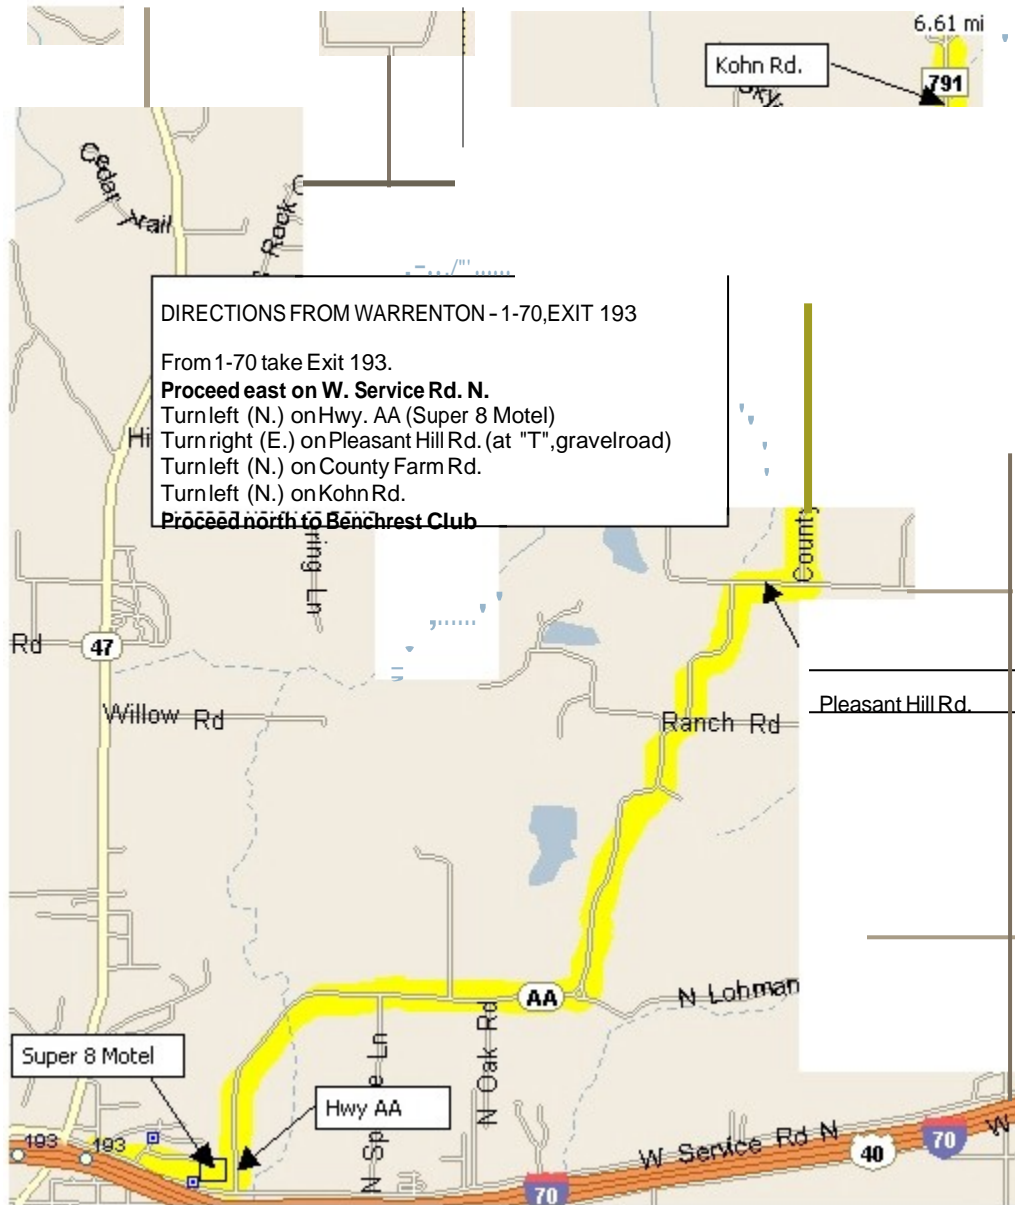 6.61 mi
Kohn Rd.
791
Sky
Cedar Trail
Rock
DIRECTIONS FROM WARRENTON - 1-70,EXIT 193
From 1-70 take Exit 193.
Proceed east on W. Service Rd. N.
Turn left (N.) on Hwy. AA (Super 8 Motel)
Turn right (E.) on Pleasant Hill Rd. (at "T",gravel road)
Turn left (N.) on County Farm Rd.
Turn left (N.) on Kohn Rd.
Proceed north to Benchrest Club
Hi
ring Ln
County
Rd
47
Pleasant Hill Rd.
Willow Rd
Ranch Rd
AA
N Lohman
Super 8 Motel
N Sp e Ln
N Oak Rd
Hwy AA
193
193
W Service Rd N
40
70
W
70